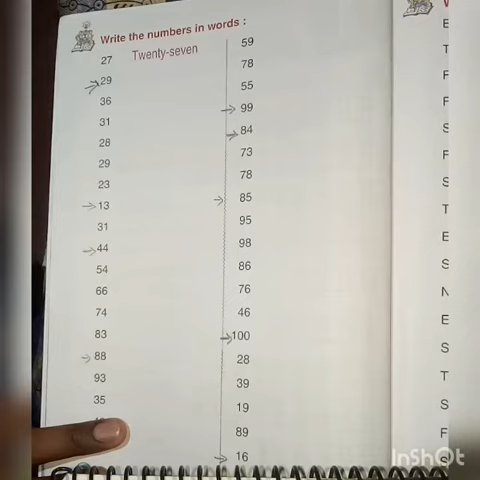 Write the numbers in words :
27 Twenty-seven
29
36
31
28
29
23
13
31
44
54
66
74
83
88
93
35
59
78
55
99
84
73
78
85
95
98
86
76
46
100
28
39
19
89
16
E
T
F
F
S
F
S
T
E
S
N
E
S
T
S
F
S
InShOt